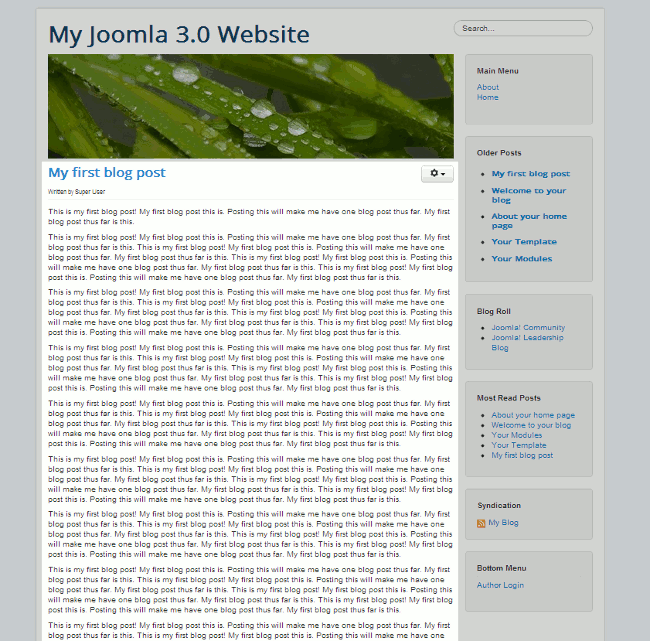 My Joomla 3.0 Website
Search...
My first blog post
Written by Super User
This is my first blog post! My first blog post this is. Posting this will make me have one blog post thus far. My first
blog post thus far is this.
This is my first blog post! My first blog post this is. Posting this will make me have one blog post thus far. My first
blog post thus far is this. This is my first blog post! My first blog post this is. Posting this will make me have one
blog post thus far. My first blog post thus far is this. This is my first blog post! My first blog post this is. Posting this
will make me have one blog post thus far. My first blog post thus far is this. This is my first blog post! My first blog
post this is. Posting this will make me have one blog post thus far. My first blog post thus far is this.
This is my first blog post! My first blog post this is. Posting this will make me have one blog post thus far. My first
blog post thus far is this. This is my first blog post! My first blog post this is. Posting this will make me have one
blog post thus far. My first blog post thus far is this. This is my first blog post! My first blog post this is. Posting this
will make me have one blog post thus far. My first blog post thus far is this. This is my first blog post! My first blog
post this is. Posting this will make me have one blog post thus far. My first blog post thus far is this.
This is my first blog post! My first blog post this is. Posting this will make me have one blog post thus far. My first
blog post thus far is this. This is my first blog post! My first blog post this is. Posting this will make me have one
blog post thus far. My first blog post thus far is this. This is my first blog post! My first blog post this is. Posting this
will make me have one blog post thus far. My first blog post thus far is this. This is my first blog post! My first blog
post this is. Posting this will make me have one blog post thus far. My first blog post thus far is this.
This is my first blog post! My first blog post this is. Posting this will make me have one blog post thus far. My first
blog post thus far is this. This is my first blog post! My first blog post this is. Posting this will make me have one
blog post thus far. My first blog post thus far is this. This is my first blog post! My first blog post this is. Posting this
will make me have one blog post thus far. My first blog post thus far is this. This is my first blog post! My first blog
post this is. Posting this will make me have one blog post thus far. My first blog post thus far is this.
This is my first blog post! My first blog post this is. Posting this will make me have one blog post thus far. My first
blog post thus far is this. This is my first blog post! My first blog post this is. Posting this will make me have one
blog post thus far. My first blog post thus far is this. This is my first blog post! My first blog post this is. Posting this
will make me have one blog post thus far. My first blog post thus far is this. This is my first blog post! My first blog
post this is. Posting this will make me have one blog post thus far. My first blog post thus far is this.
This is my first blog post! My first blog post this is. Posting this will make me have one blog post thus far. My first
blog post thus far is this. This is my first blog post! My first blog post this is. Posting this will make me have one
blog post thus far. My first blog post thus far is this. This is my first blog post! My first blog post this is. Posting this
will make me have one blog post thus far. My first blog post thus far is this. This is my first blog post! My first blog
post this is. Posting this will make me have one blog post thus far. My first blog post thus far is this.
This is my first blog post! My first blog post this is. Posting this will make me have one blog post thus far. My first
blog post thus far is this. This is my first blog post! My first blog post this is. Posting this will make me have one
blog post thus far. My first blog post thus far is this. This is my first blog post! My first blog post this is. Posting this
will make me have one blog post thus far. My first blog post thus far is this. This is my first blog post! My first blog
post this is. Posting this will make me have one blog post thus far. My first blog post thus far is this.
This is my first blog post! My first blog post this is. Posting this will make me have one blog post thus far. My first
blog post thus far is this. This is my first blog post! My first blog post this is. Posting this will make me have one
Main Menu
About
Home
Older Posts
My first blog post
Welcome to your
blog
About your home
page
Your Template
Your Modules
Blog Roll
Joomla! Community
Joomla! Leadership
Blog
Most Read Posts
About your home page
Welcome to your blog
Your Modules
Your Template
My first blog post
Syndication
My Blog
Bottom Menu
Author Login